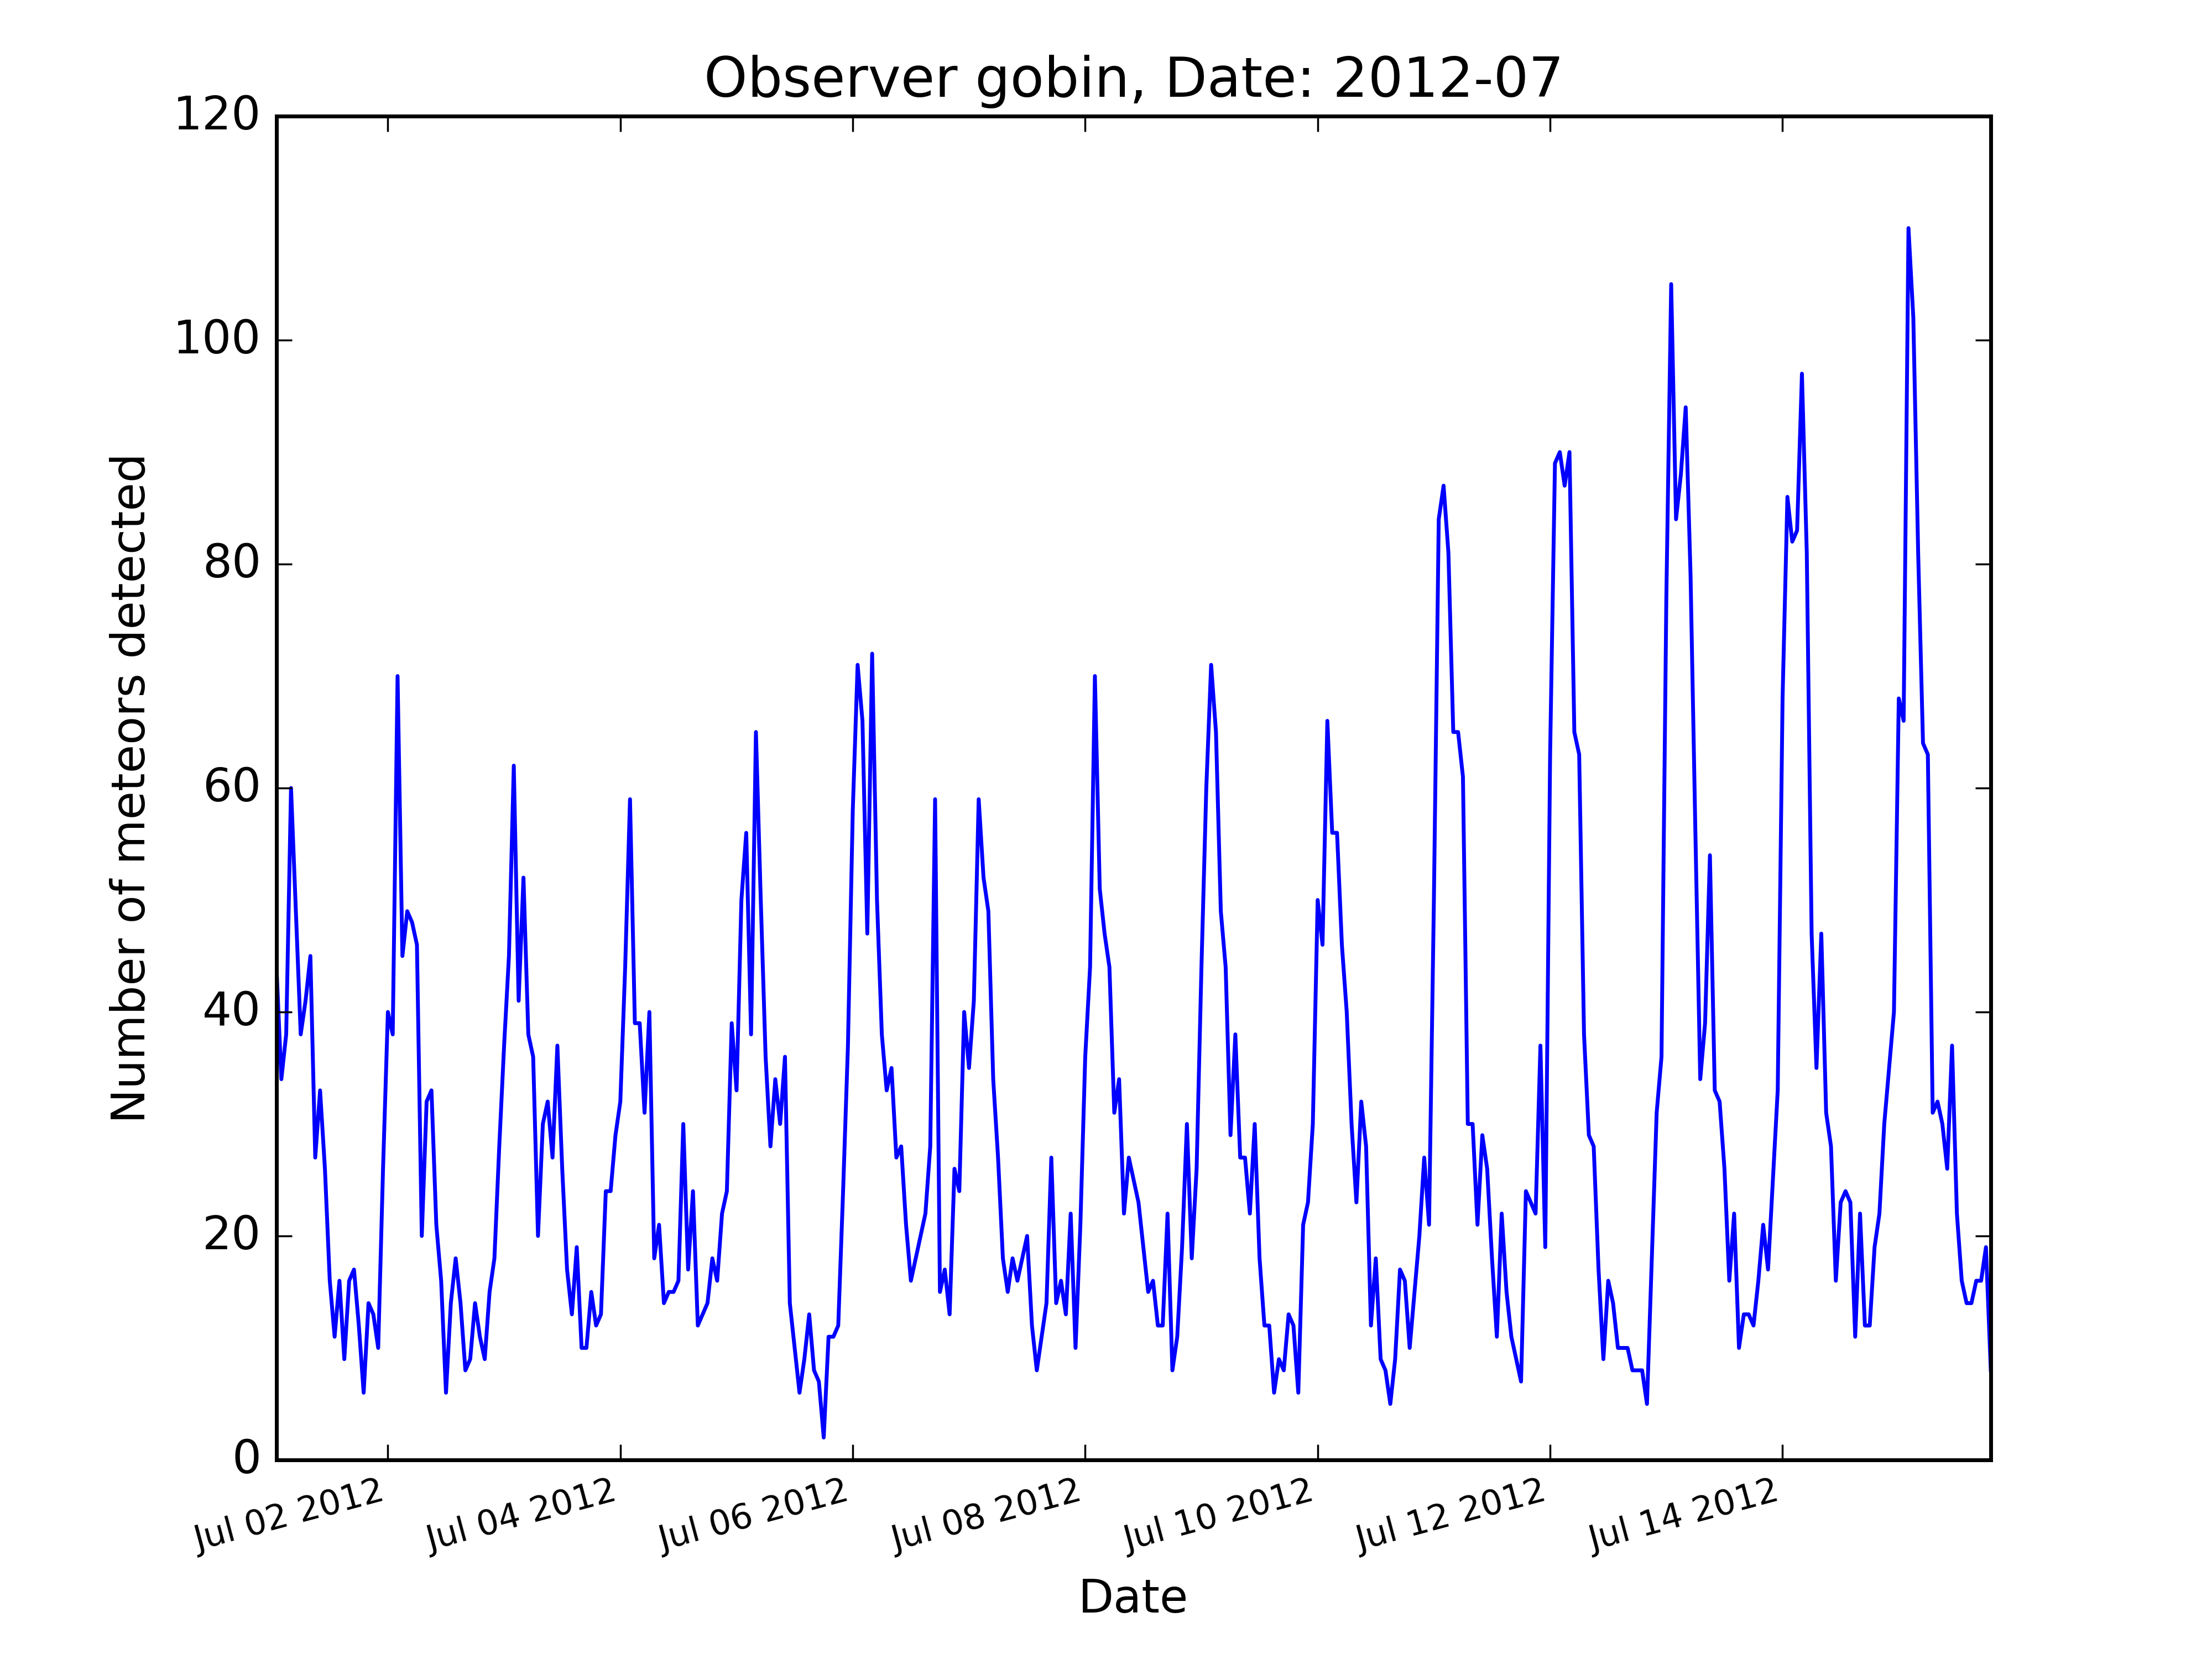 Observer gobin, Date: 2012-07
120
100
80
60
40
20
0
Number of meteors detected
Jul 02 2012
Jul 04 2012
Jul 06 2012
Jul 08 2012
Jul 10 2012
Jul 12 2012
Jul 14 2012
Date